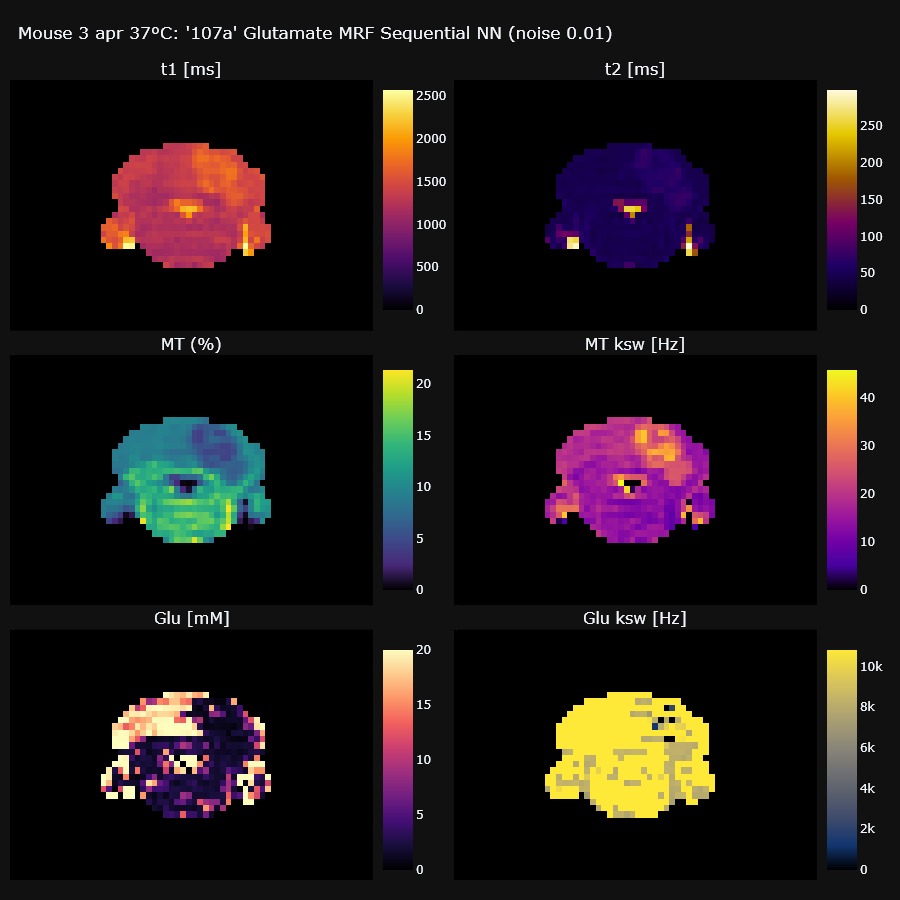 Mouse 3 apr 37ºC: '107a' Glutamate MRF Sequential NN (noise 0.01)
t1 [ms]
t2 [ms]
2500
2000
1500
1000
500
0
250
200
150
100
50
0
MT (%)
MT ksw [Hz]
20
15
10
5
0
40
30
20
10
0
Glu [mM]
Glu ksw [Hz]
20
15
10
5
0
10k
8k
6k
4k
2k
0